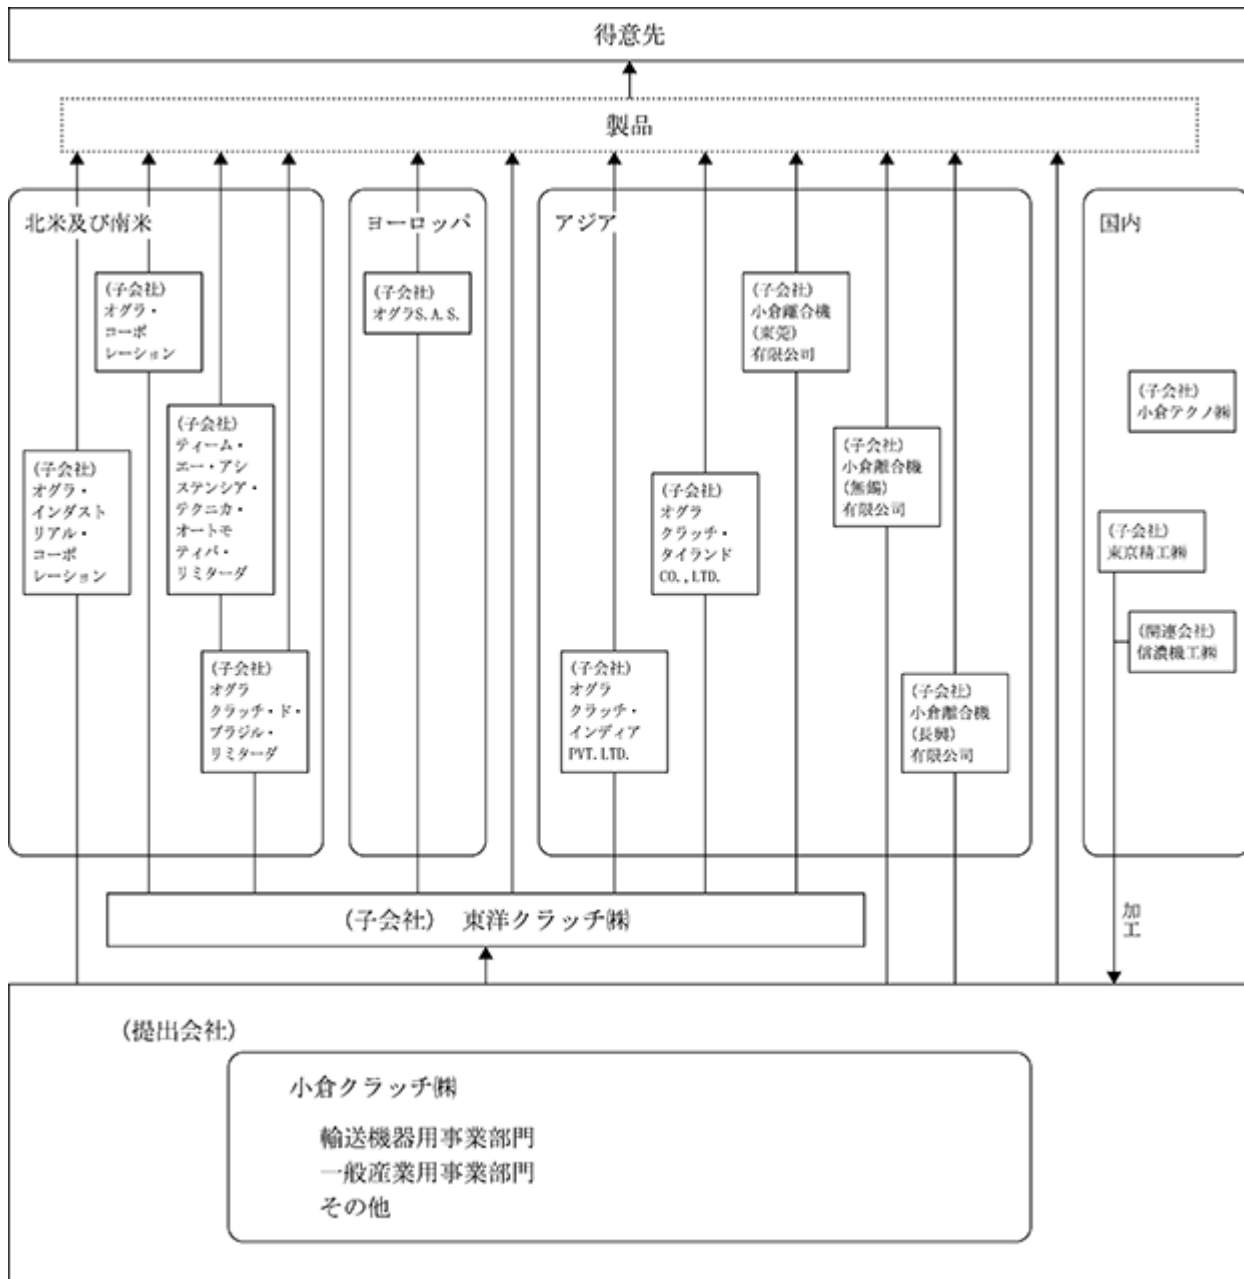 得意先
製品
北米及び南米
(子会社)
オグラ・
コーポ
レーション
(子会社)
ティーム・
エー・アシ
ステンシア・
テクニカ・
オートモ
ティバ・
リミターダ
(子会社)
オグラ・
インダスト
リアル・
コーポ
レーション
(子会社)
オグラ
クラッチ・ド・
ブラジル・
リミターダ
ヨーロッパ
(子会社)
オグラS.A.S.
アジア
(子会社)
小倉離合機
(東莞)
有限公司
(子会社)
小倉離合機
(無錫)
有限公司
(子会社)
オグラ
クラッチ・
タイランド
CO.,LTD.
(子会社)
オグラ
クラッチ・
インディア
PVT.LTD.
(子会社)
小倉離合機
(長興)
有限公司
国内
(子会社)
小倉テクノ㈱
(子会社)
東京精工㈱
(関連会社)
信濃機工㈱
(子会社) 東洋クラッチ㈱
加工
(提出会社)
小倉クラッチ㈱
輸送機器用事業部門
一般産業用事業部門
その他